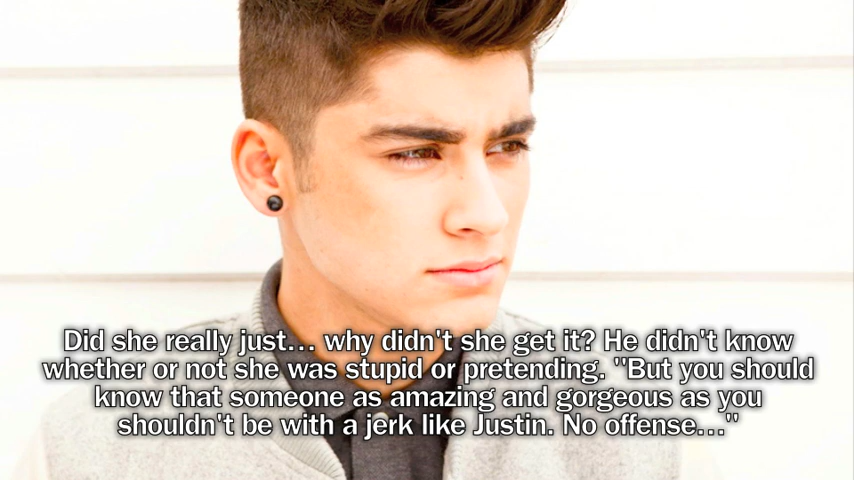 Did she really just… why didn't she get it? He didn't know
whether or not she was stupid or pretending. "But you should
know that someone as amazing and gorgeous as you
shouldn't be with a jerk like Justin. No offense…"